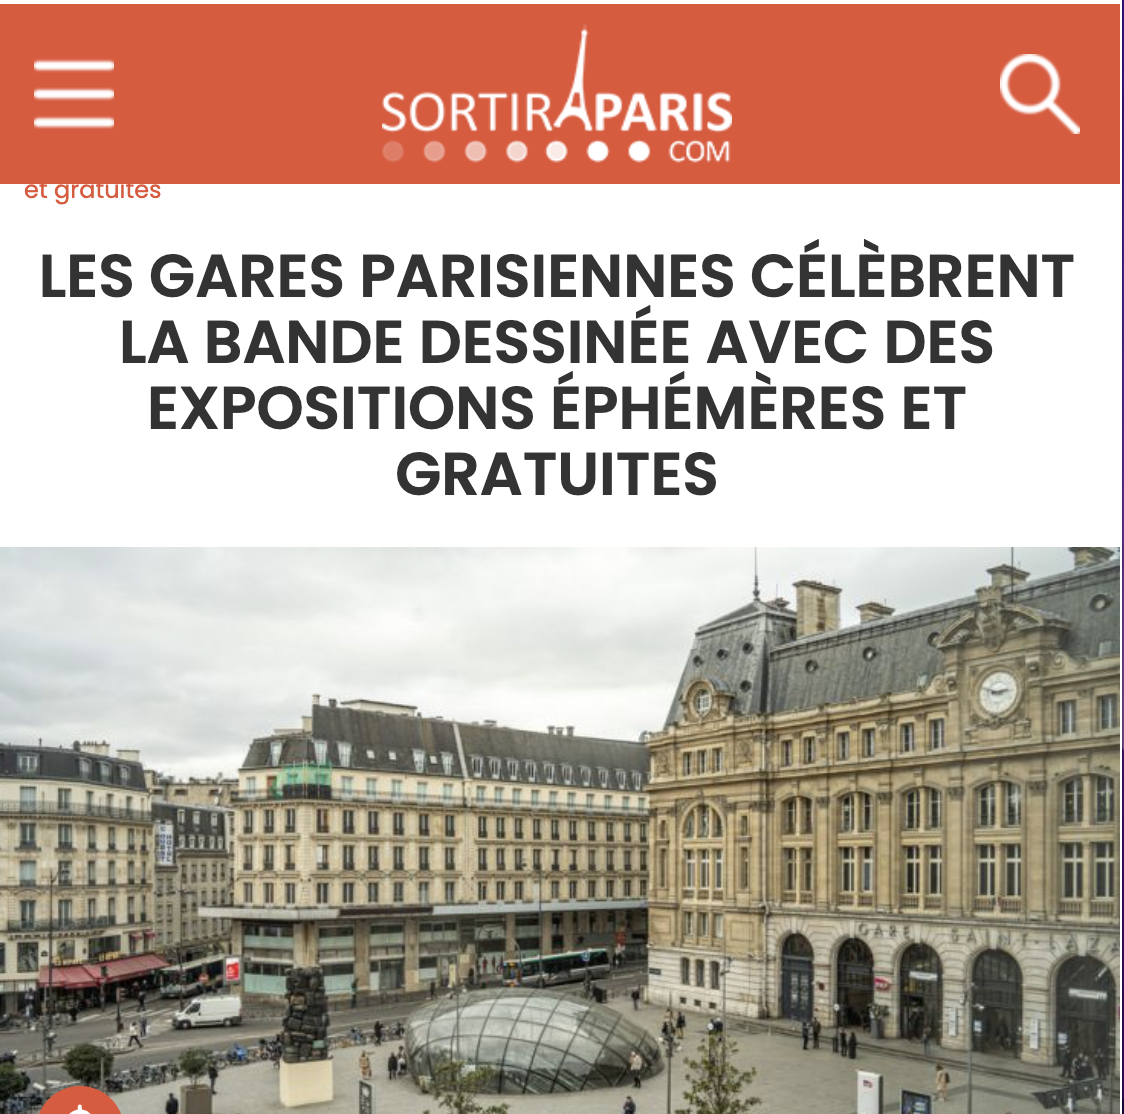 SORTIRAPARIS
COM
et gratuites
LES GARES PARISIENNES CÉLÈBRENT
LA BANDE DESSINÉE AVEC DES
EXPOSITIONS ÉPHÉMÈRES ET
GRATUITES
GARE SAINT LAZA